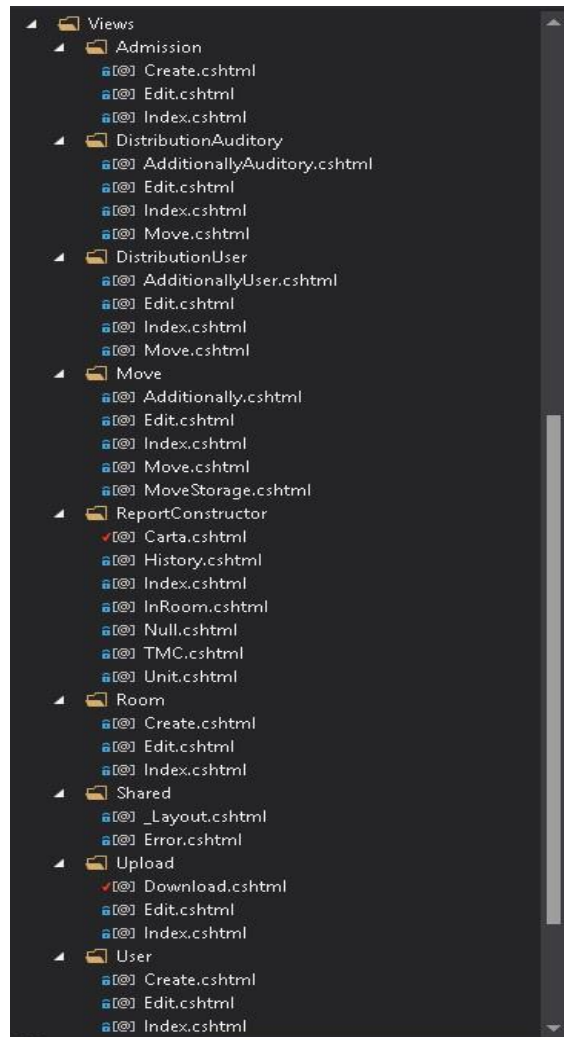 Views
Admission
Create.cshtml
Edit.cshtml
Index.cshtml
DistributionAuditory
AdditionallyAuditory.cshtml
Edit.cshtml
Index.cshtml
Move.cshtml
DistributionUser
AdditionallyUser.cshtml
Edit.cshtml
Index.cshtml
Move.cshtml
Move
Additionally.cshtml
Edit.cshtml
Index.cshtml
Move.cshtml
MoveStorage.cshtml
ReportConstructor
Carta.cshtml
History.cshtml
Index.cshtml
InRoom.cshtml
Null.cshtml
TMC.cshtml
Unit.cshtml
Room
Create.cshtml
Edit.cshtml
Index.cshtml
Shared
_Layout.cshtml
Error.cshtml
Upload
Download.cshtml
Edit.cshtml
Index.cshtml
User
Create.cshtml
Edit.cshtml
Index.cshtml